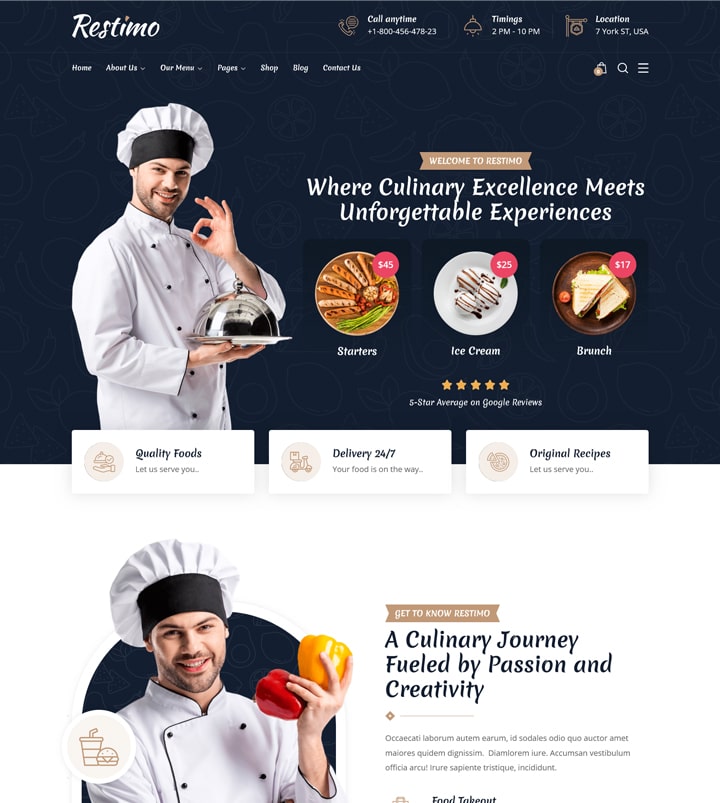 Restimo
Call anytime
+1-800-456-478-23
Timings
2 PM - 10 PM
Location
7 York ST, USA
Home About Us Our Menu Pages Shop Blog Contact Us
0
WELCOME TO RESTIMO
Where Culinary Excellence Meets
Unforgettable Experiences
$45
$25
$17
Starters
Ice Cream
Brunch
5-Star Average on Google Reviews
Quality Foods
Let us serve you..
Delivery 24/7
Your food is on the way..
Original Recipes
Let us serve you..
GET TO KNOW RESTIMO
A Culinary Journey
Fueled by Passion and
Creativity
Occaecati laborum autem earum, id sodales odio quo auctor amet
maiores quidem dignissim. Diamlorem iure. Accumsan vestibulum
officia arcu! Irure sapiente tristique, incididunt.
Food Takeout